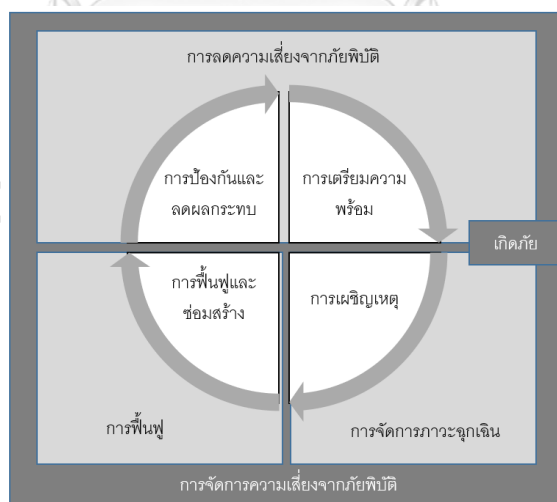 การลดความเสี่ยงจากภัยพิบัติ
การป้องกันและ
ลดผลกระทบ
การเตรียมความ
พร้อม
เกิดภัย
การฟื้นฟูและ
ซ่อมสร้าง
การเผชิญเหตุ
การฟื้นฟู
การจัดการภาวะฉุกเฉิน
การจัดการความเสี่ยงจากภัยพิบัติ